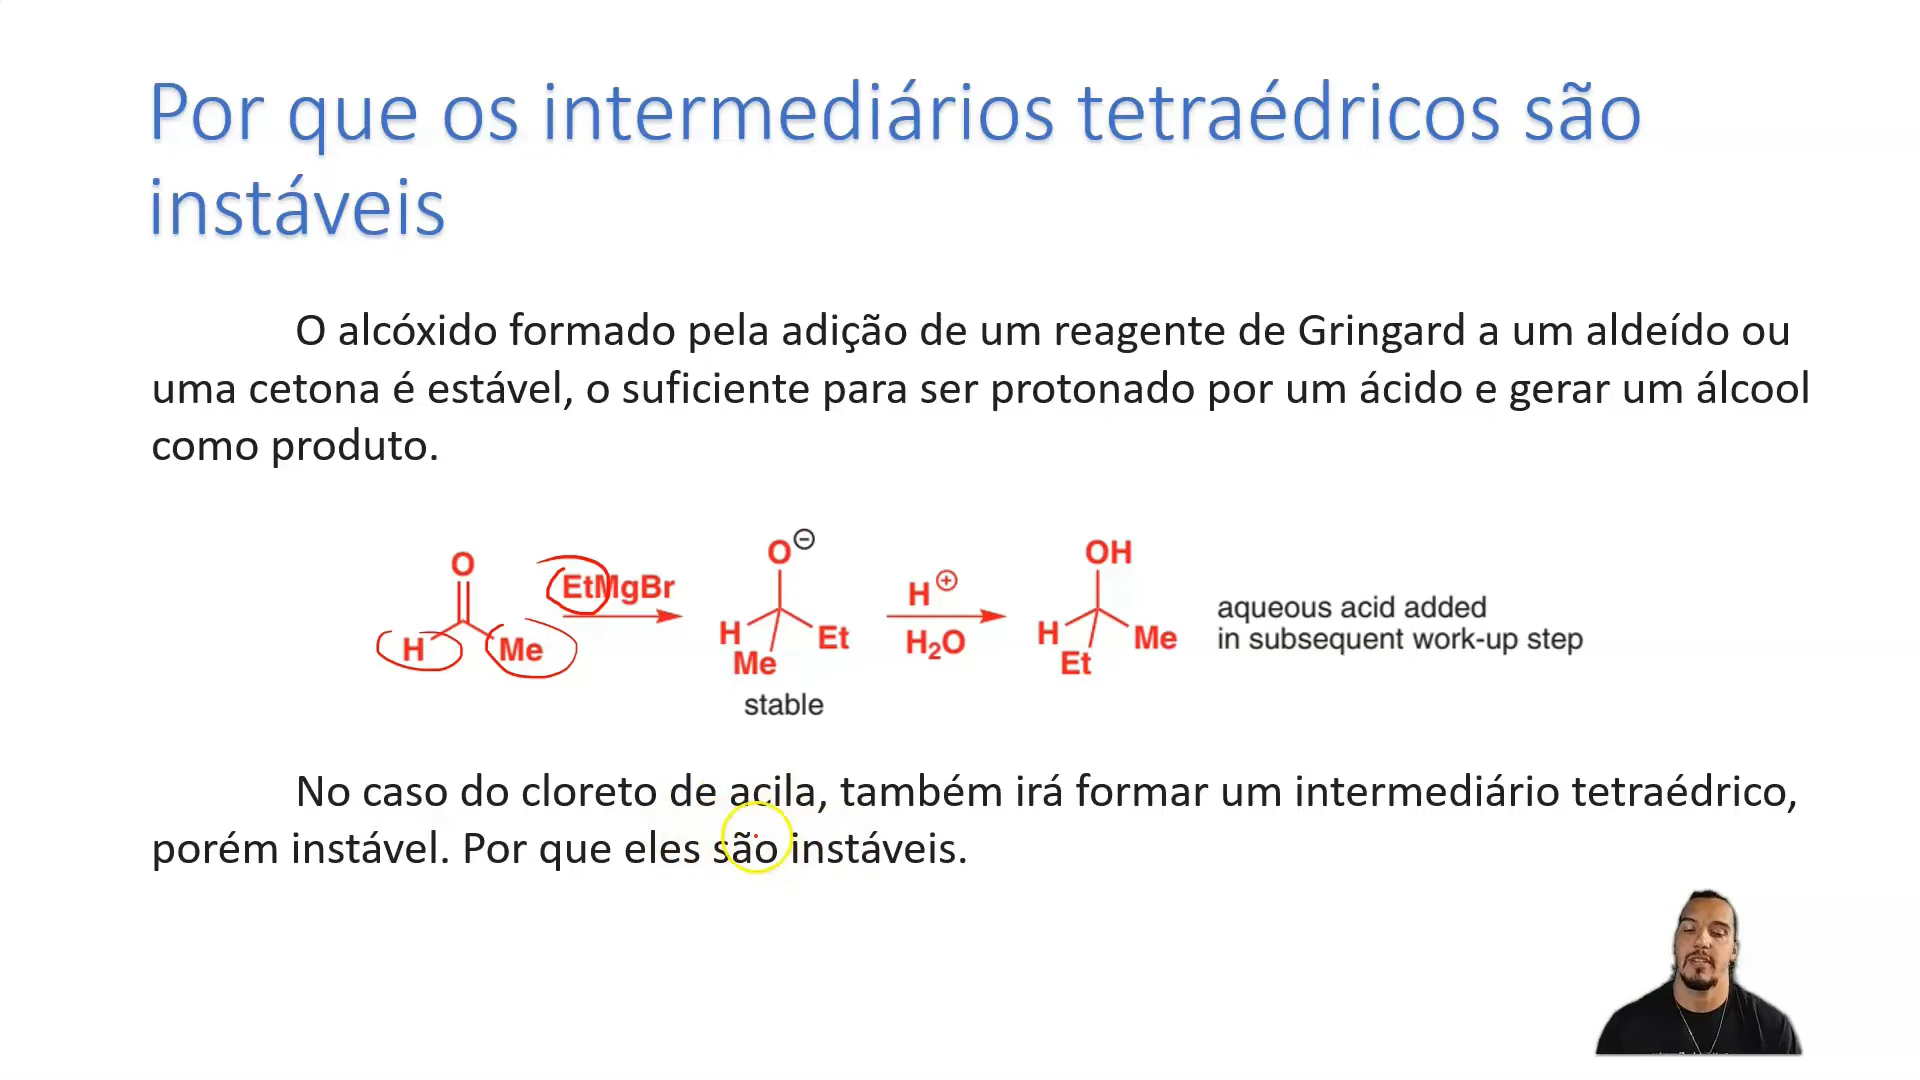 Por que os intermediários tetraédricos são
instáveis
O alcóxido formado pela adição de um reagente de Gringard a um aldeído ou
uma cetona é estável, o suficiente para ser protonado por um ácido e gerar um álcool
como produto.
O
H
Me
EtMgBr
O⊖
H
Me
Et
stable
H⊕
H₂O
OH
H
Et
Me
aqueous acid added
in subsequent work-up step
No caso do cloreto de acila, também irá formar um intermediário tetraédrico,
porém instável. Por que eles são instáveis.